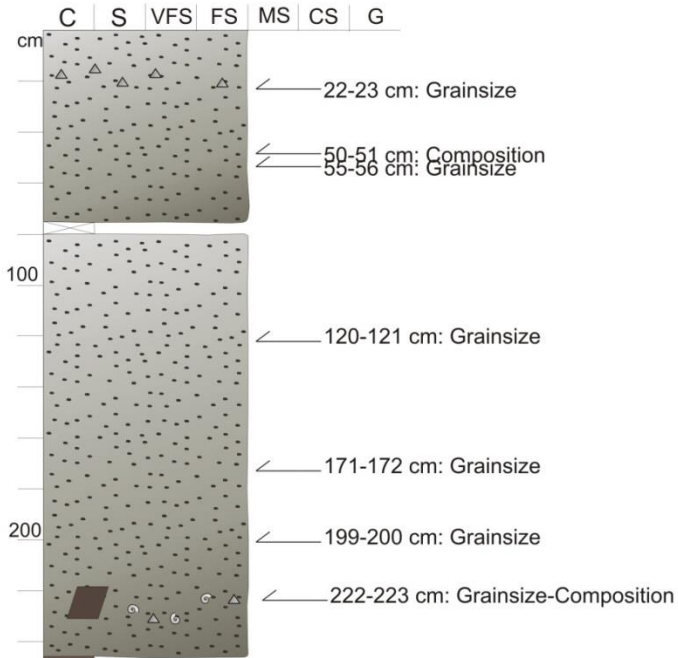 C S VFS FS MS CS G
cm
22-23 cm: Grainsize
50-51 cm: Composition
55-56 cm: Grainsize
100
120-121 cm: Grainsize
171-172 cm: Grainsize
200
199-200 cm: Grainsize
222-223 cm: Grainsize-Composition